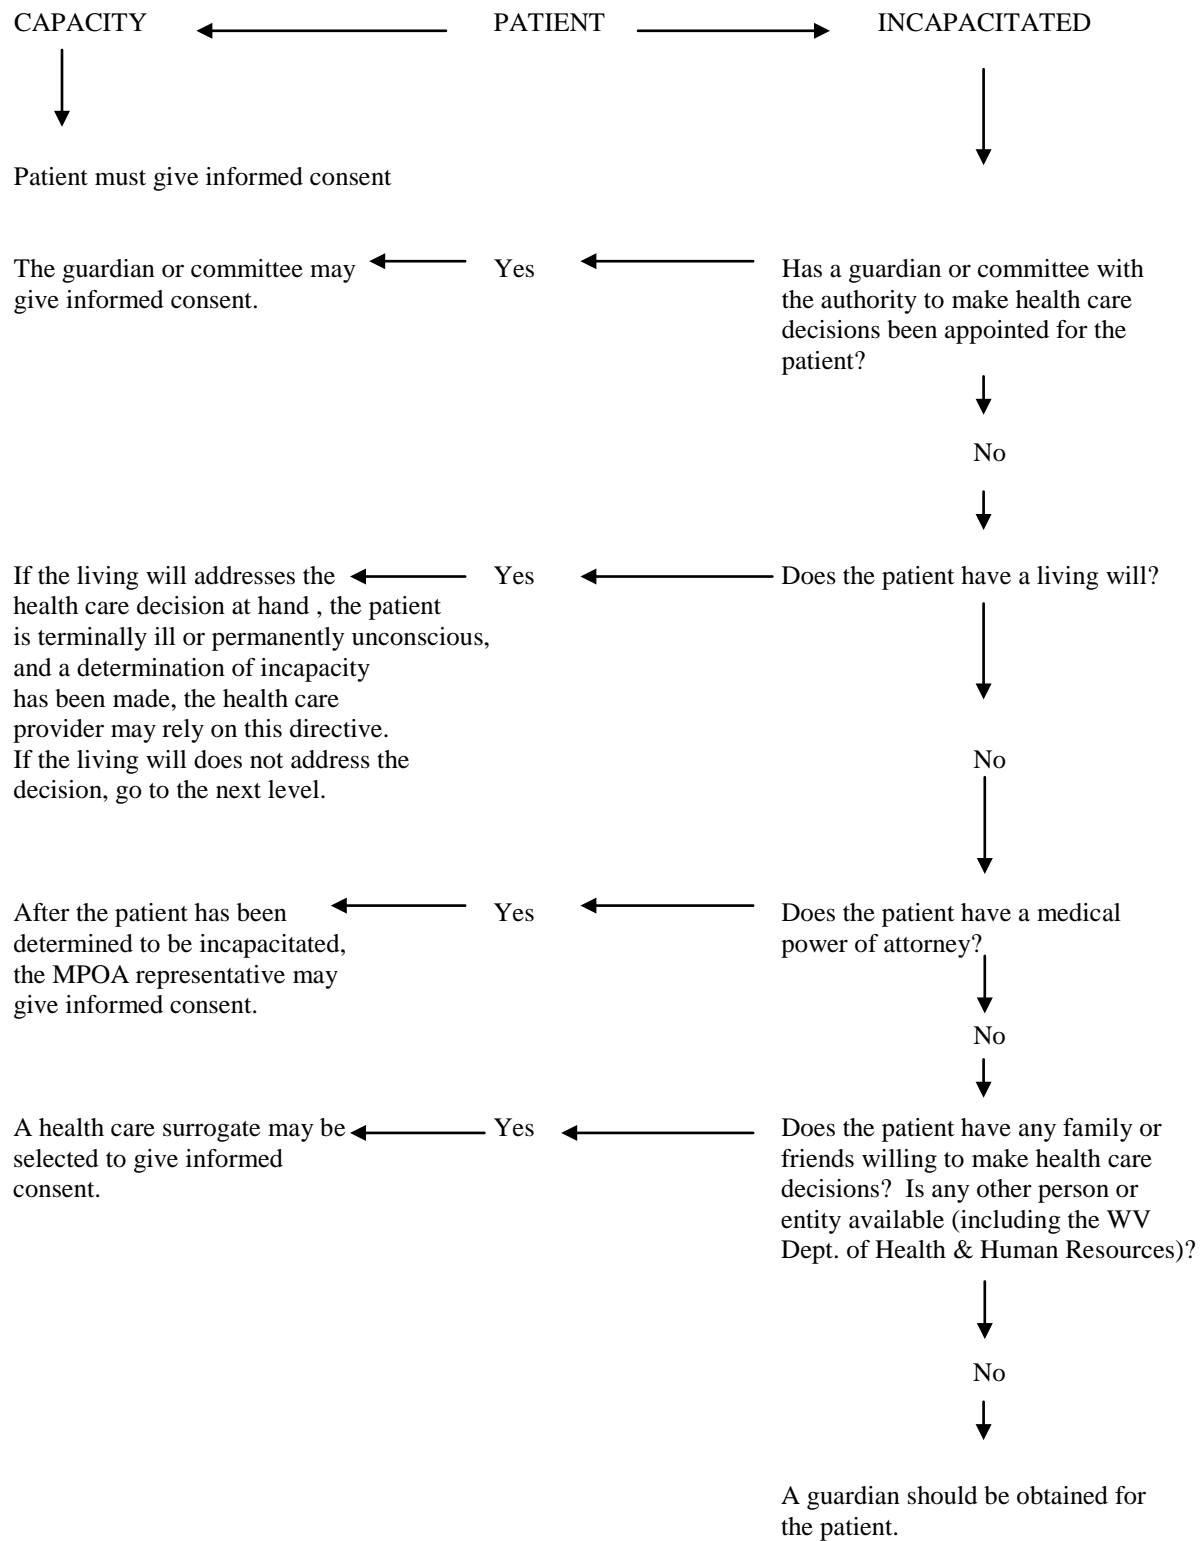 CAPACITY PATIENT INCAPACITATED
Patient must give informed consent
The guardian or committee may
give informed consent.
Yes
Has a guardian or committee with
the authority to make health care
decisions been appointed for the
patient?
No
If the living will addresses the
health care decision at hand , the patient
is terminally ill or permanently unconscious,
and a determination of incapacity
has been made, the health care
provider may rely on this directive.
If the living will does not address the
decision, go to the next level.
Yes
Does the patient have a living will?
No
After the patient has been
determined to be incapacitated,
the MPOA representative may
give informed consent.
Yes
Does the patient have a medical
power of attorney?
No
A health care surrogate may be
selected to give informed
consent.
Yes
Does the patient have any family or
friends willing to make health care
decisions? Is any other person or
entity available (including the WV
Dept. of Health & Human Resources)?
No
A guardian should be obtained for
the patient.